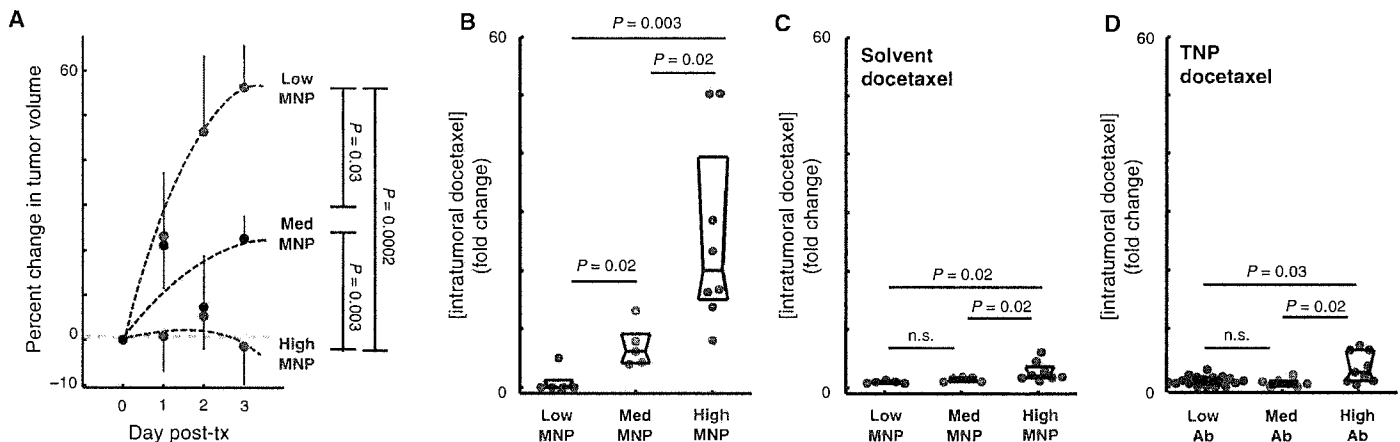 A
Percent change in tumor volume
60
0
−10
0 1 2 3
Day post-tx
Low
MNP
Med
MNP
High
MNP
P = 0.03
P = 0.003
P = 0.0002
B
[intratumoral docetaxel]
(fold change)
60
0
P = 0.003
P = 0.02
P = 0.02
Low Med High
MNP MNP MNP
C
[intratumoral docetaxel]
(fold change)
60
0
Solvent
docetaxel
P = 0.02
P = 0.02
n.s.
Low Med High
MNP MNP MNP
D
[intratumoral docetaxel]
(fold change)
60
0
TNP
docetaxel
P = 0.03
P = 0.02
n.s.
Low Med High
Ab Ab Ab